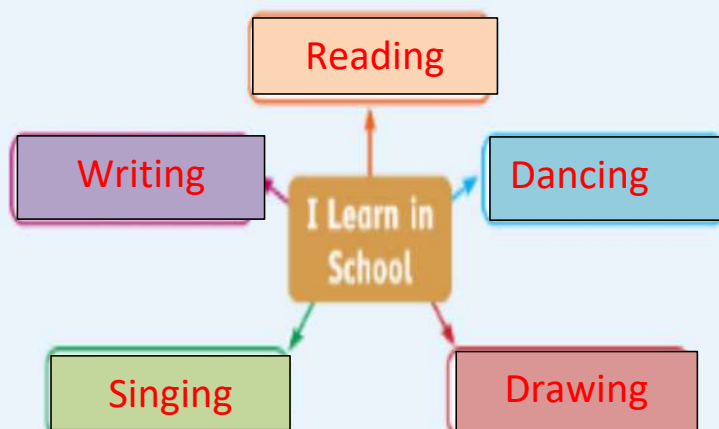 Reading
Writing
Dancing
I Learn in
School
Singing
Drawing